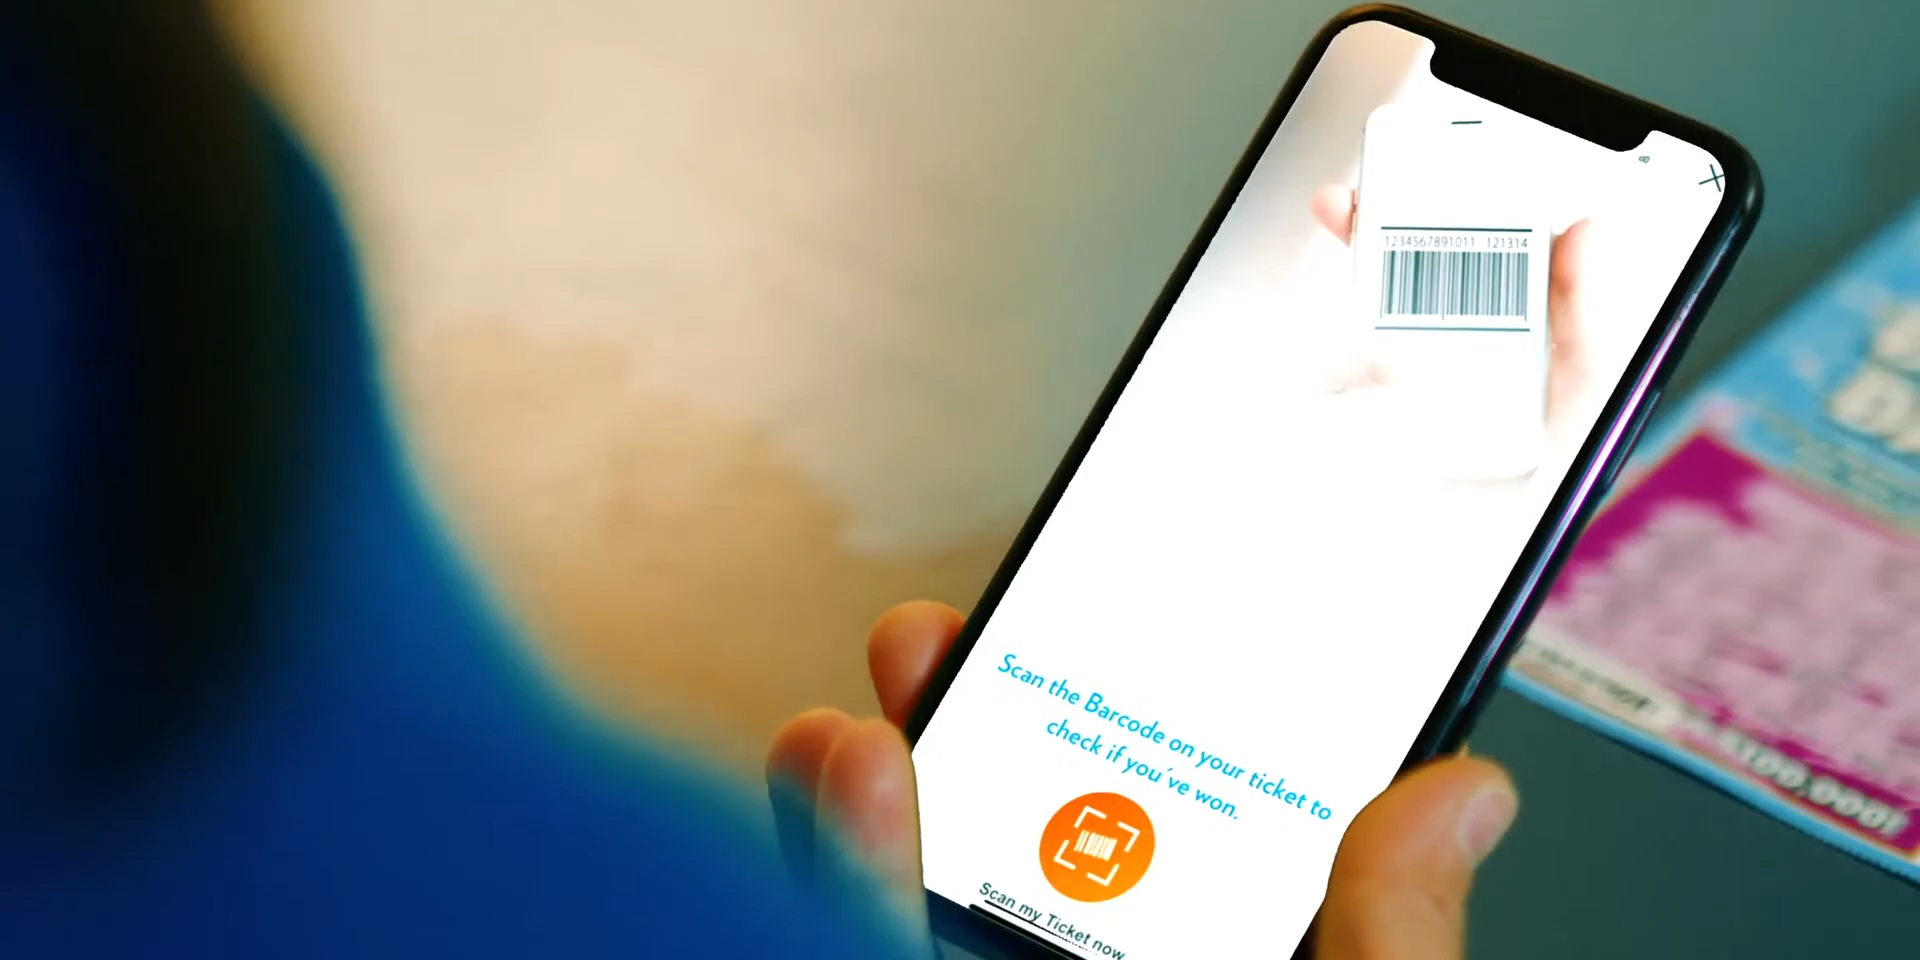 1234567891011 121314
Scan the Barcode on your ticket to
check if you've won.
Scan my Ticket now